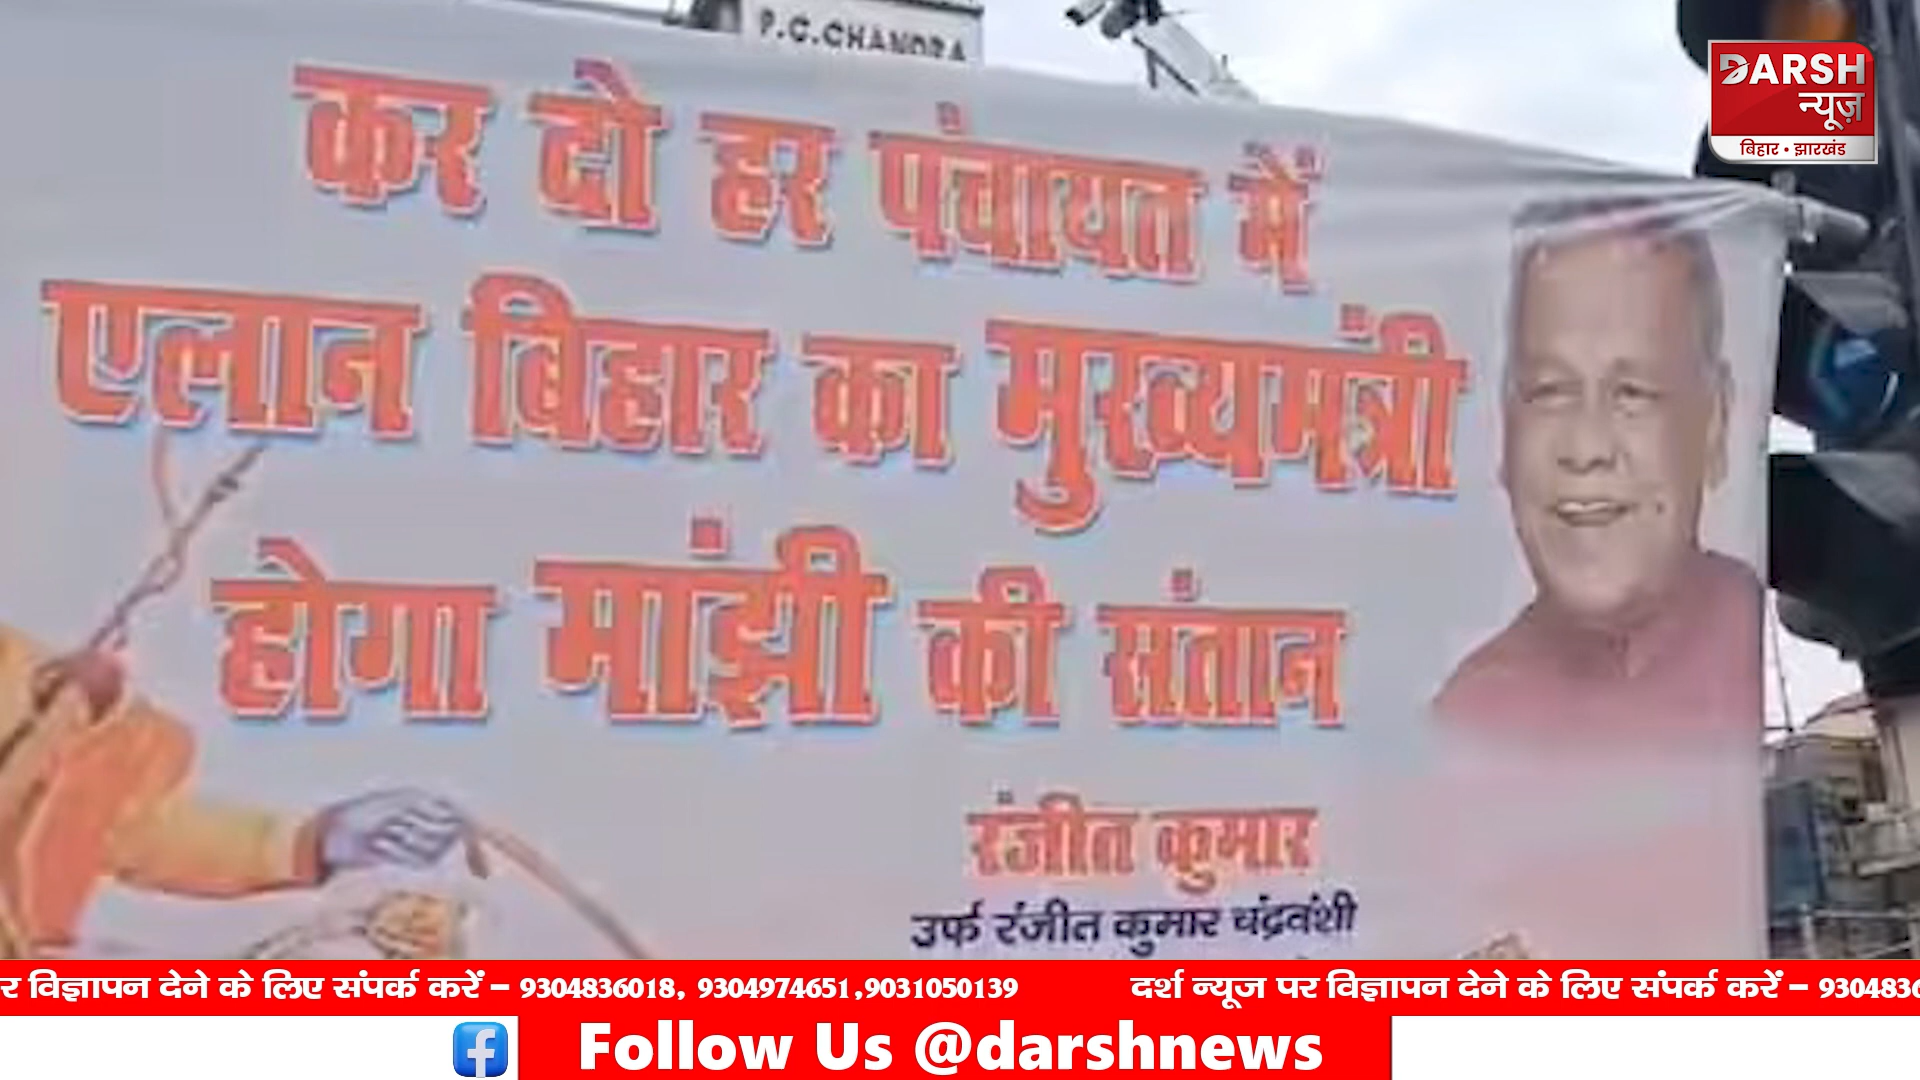 P.C.CHANDRA
DARSH
न्यूज़
बिहार • झारखंड
कर दो हर पंचायत में
एलान बिहार का मुख्यमंत्री
होगा मांझी की संतान
रंजीत कुमार
उर्फ रंजीत कुमार चंद्रवंशी
र विज्ञापन देने के लिए संपर्क करें – 9304836018, 9304974651,9031050139 दर्श न्यूज पर विज्ञापन देने के लिए संपर्क करें – 9304836
Follow Us @darshnews